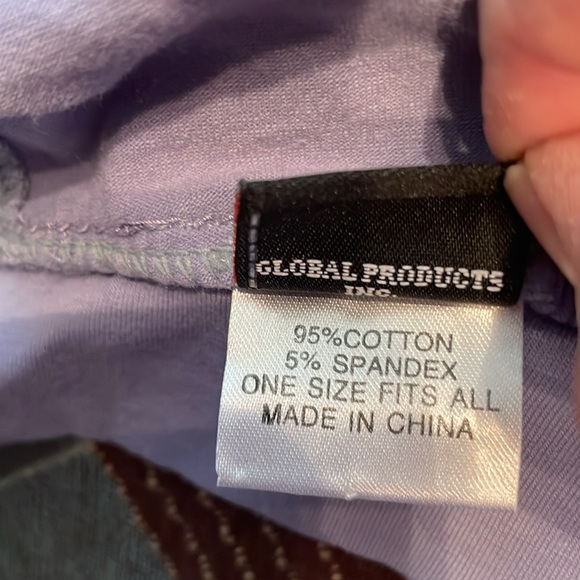 GLOBAL PRODUCTS
INC.
95%COTTON
5% SPANDEX
ONE SIZE FITS ALL
MADE IN CHINA